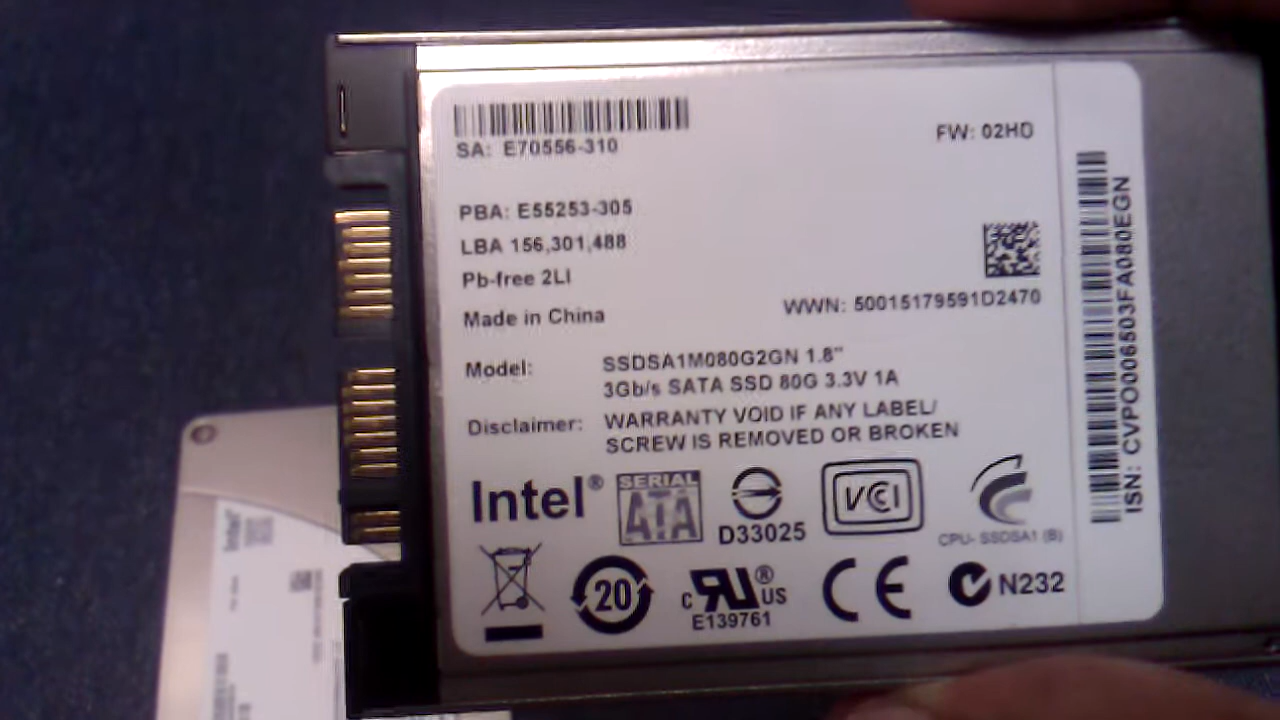 SA: E70556-310
FW: 02HD
PBA: E55253-305
LBA 156,301,488
Pb-free 2LI
Made in China
WWN: 50015179591D2470
Model: SSDSA1M080G2GN 1.8"
3Gb/s SATA SSD 80G 3.3V 1A
Disclaimer: WARRANTY VOID IF ANY LABEL/
SCREW IS REMOVED OR BROKEN
Intel®
SERIAL
ATA
D33025
VCI
CPU- SSDSA1 (B)
20
c RU® US
E139761
CE
N232
ISN: CVPO006503FA080EGN
Intel